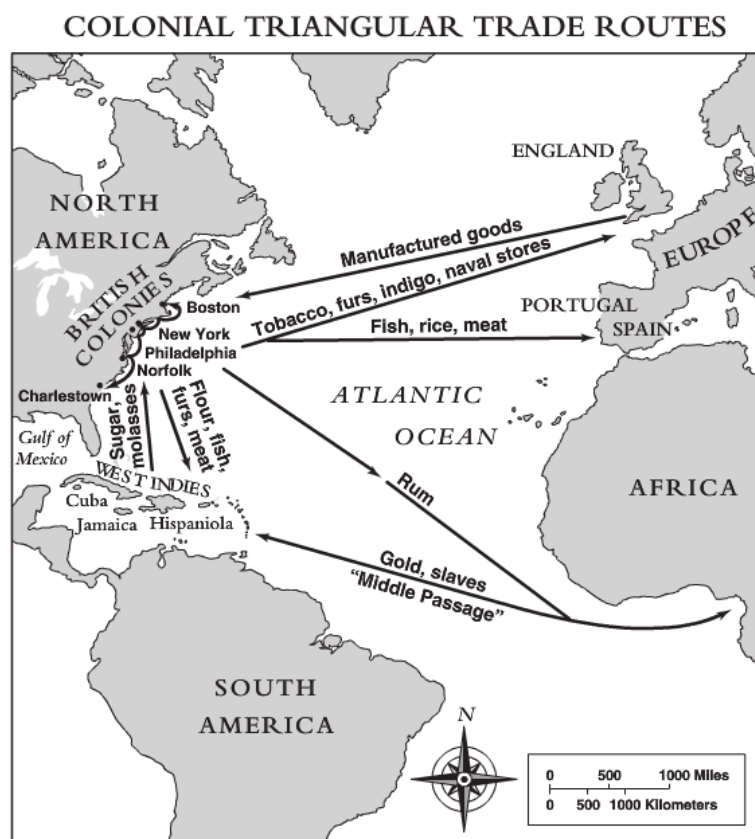 COLONIAL TRIANGULAR TRADE ROUTES
ENGLAND
NORTH
AMERICA
EUROPE
BRITISH
COLONIES
Manufactured goods
Tobacco, furs, indigo, naval stores
Boston
PORTUGAL
SPAIN
Fish, rice, meat
New York
Philadelphia
Norfolk
Charlestown
ATLANTIC
OCEAN
Sugar,
molasses
Flour, fish,
furs, meat
Gulf of
Mexico
WEST INDIES
Cuba
Jamaica
Hispaniola
Rum
AFRICA
Gold, slaves
"Middle Passage"
SOUTH
AMERICA
N
0 500 1000 Miles
0 500 1000 Kilometers